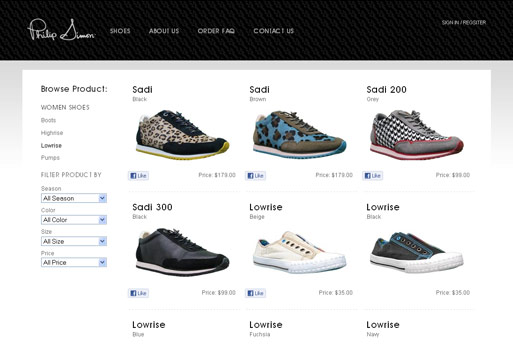 Philip Simon
SHOES ABOUT US ORDER FAQ CONTACT US
SIGN IN / REGISTER
Browse Product:
WOMEN SHOES
Boots
Highrise
Lowrise
Pumps
FILTER PRODUCT BY
Season
All Season
Color
All Color
Size
All Size
Price
All Price
Sadi
Black
Like Price: $179.00
Sadi
Brown
Like Price: $179.00
Sadi 200
Grey
Like Price: $99.00
Sadi 300
Black
Like Price: $99.00
Lowrise
Beige
Like Price: $35.00
Lowrise
Black
Like Price: $35.00
Lowrise
Blue
Lowrise
Fuchsia
Lowrise
Navy